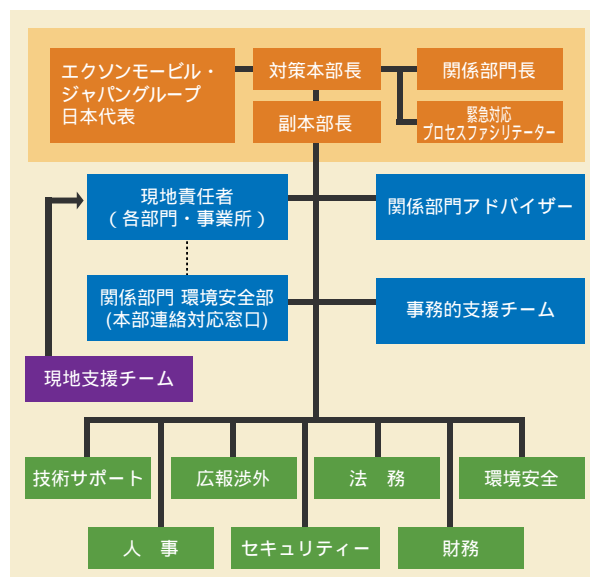 エクソンモービル・
ジャパングループ
日本代表
対策本部長
関係部門長
副本部長
緊急対応
プロセスファシリテーター
現地責任者
（各部門・事業所）
関係部門アドバイザー
関係部門 環境安全部
(本部連絡対応窓口)
事務的支援チーム
現地支援チーム
技術サポート
広報渉外
法　務
環境安全
人　事
セキュリティー
財務